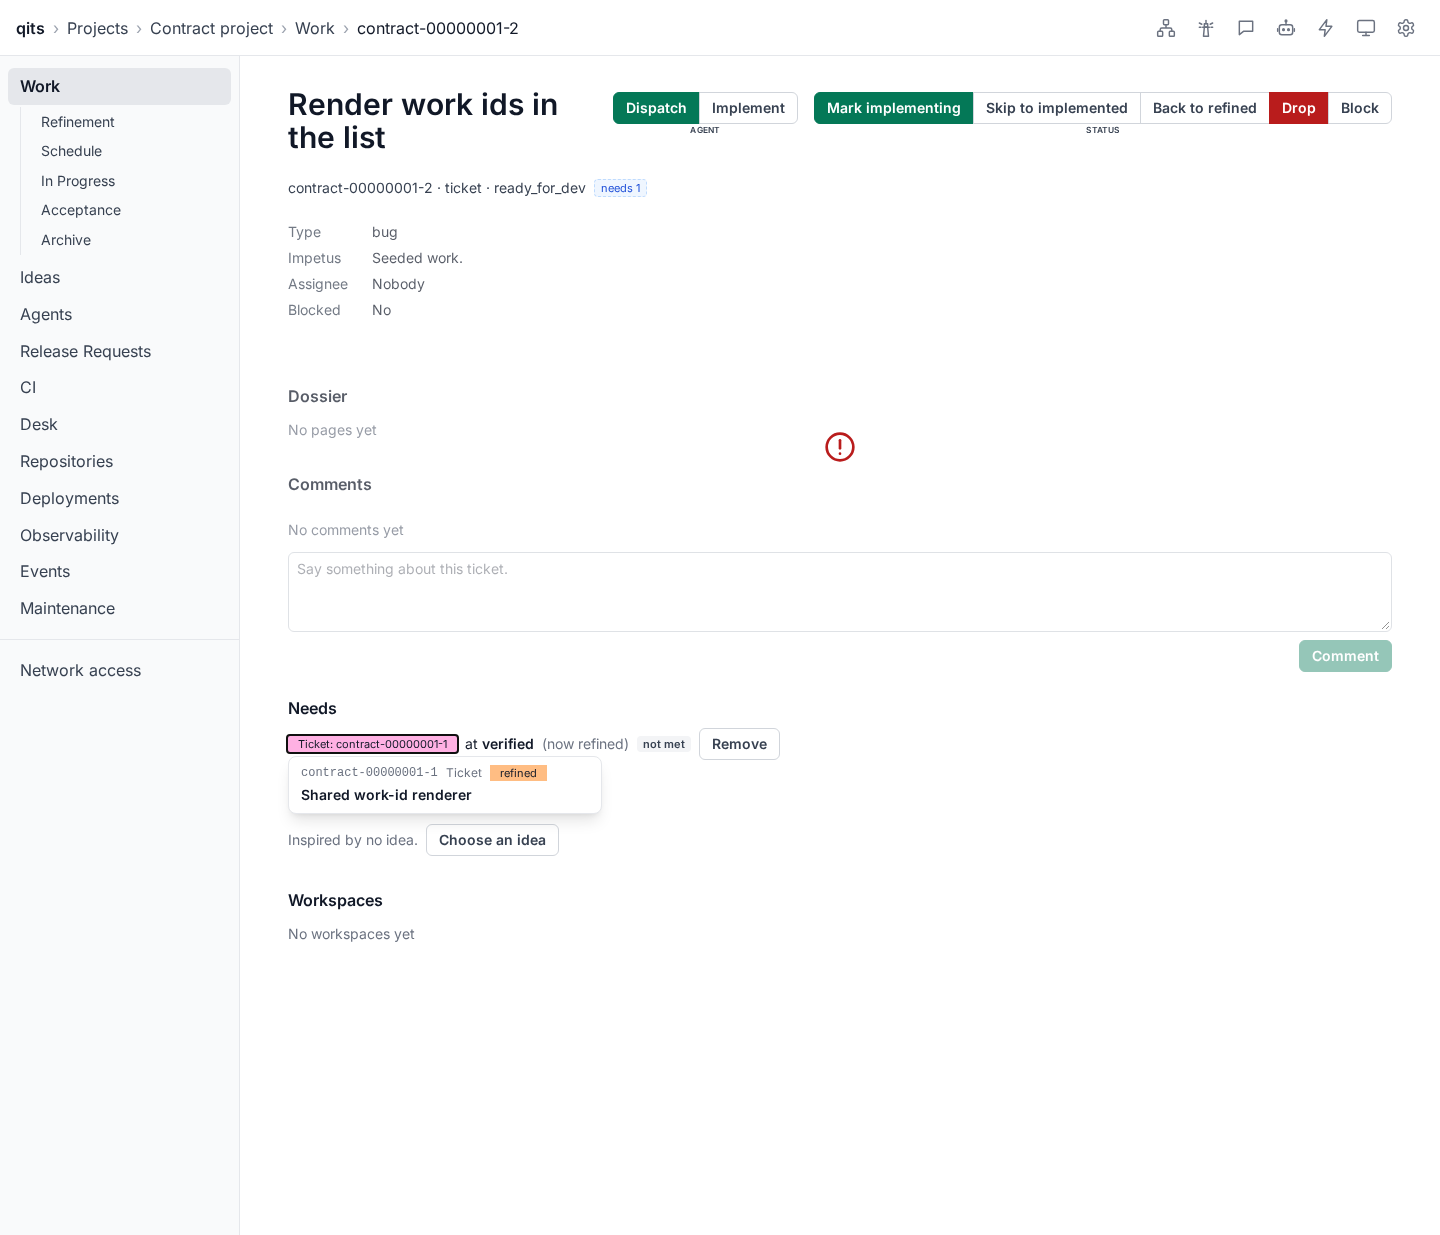 qits › Projects › Contract project › Work › contract-00000001-2
Work
Refinement
Schedule
In Progress
Acceptance
Archive
Ideas
Agents
Release Requests
CI
Desk
Repositories
Deployments
Observability
Events
Maintenance
Network access
Render work ids in
the list
Dispatch Implement
AGENT
Mark implementing Skip to implemented Back to refined Drop Block
STATUS
contract-00000001-2 · ticket · ready_for_dev needs 1
Type bug
Impetus Seeded work.
Assignee Nobody
Blocked No
Dossier
No pages yet
Comments
No comments yet
Say something about this ticket.
Comment
Needs
Ticket: contract-00000001-1 at verified (now refined) not met Remove
contract-00000001-1 Ticket refined
Shared work-id renderer
Inspired by no idea. Choose an idea
Workspaces
No workspaces yet